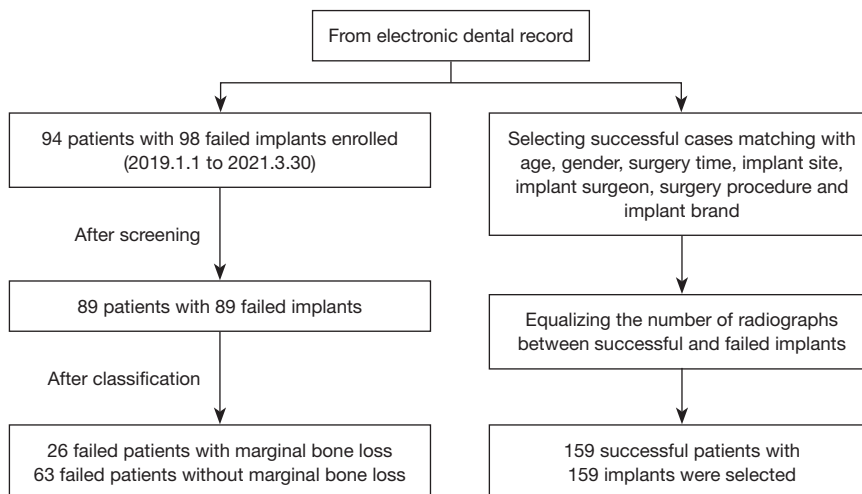 From electronic dental record
94 patients with 98 failed implants enrolled
(2019.1.1 to 2021.3.30)
Selecting successful cases matching with
age, gender, surgery time, implant site,
implant surgeon, surgery procedure and
implant brand
After screening
89 patients with 89 failed implants
Equalizing the number of radiographs
between successful and failed implants
After classification
26 failed patients with marginal bone loss
63 failed patients without marginal bone loss
159 successful patients with
159 implants were selected